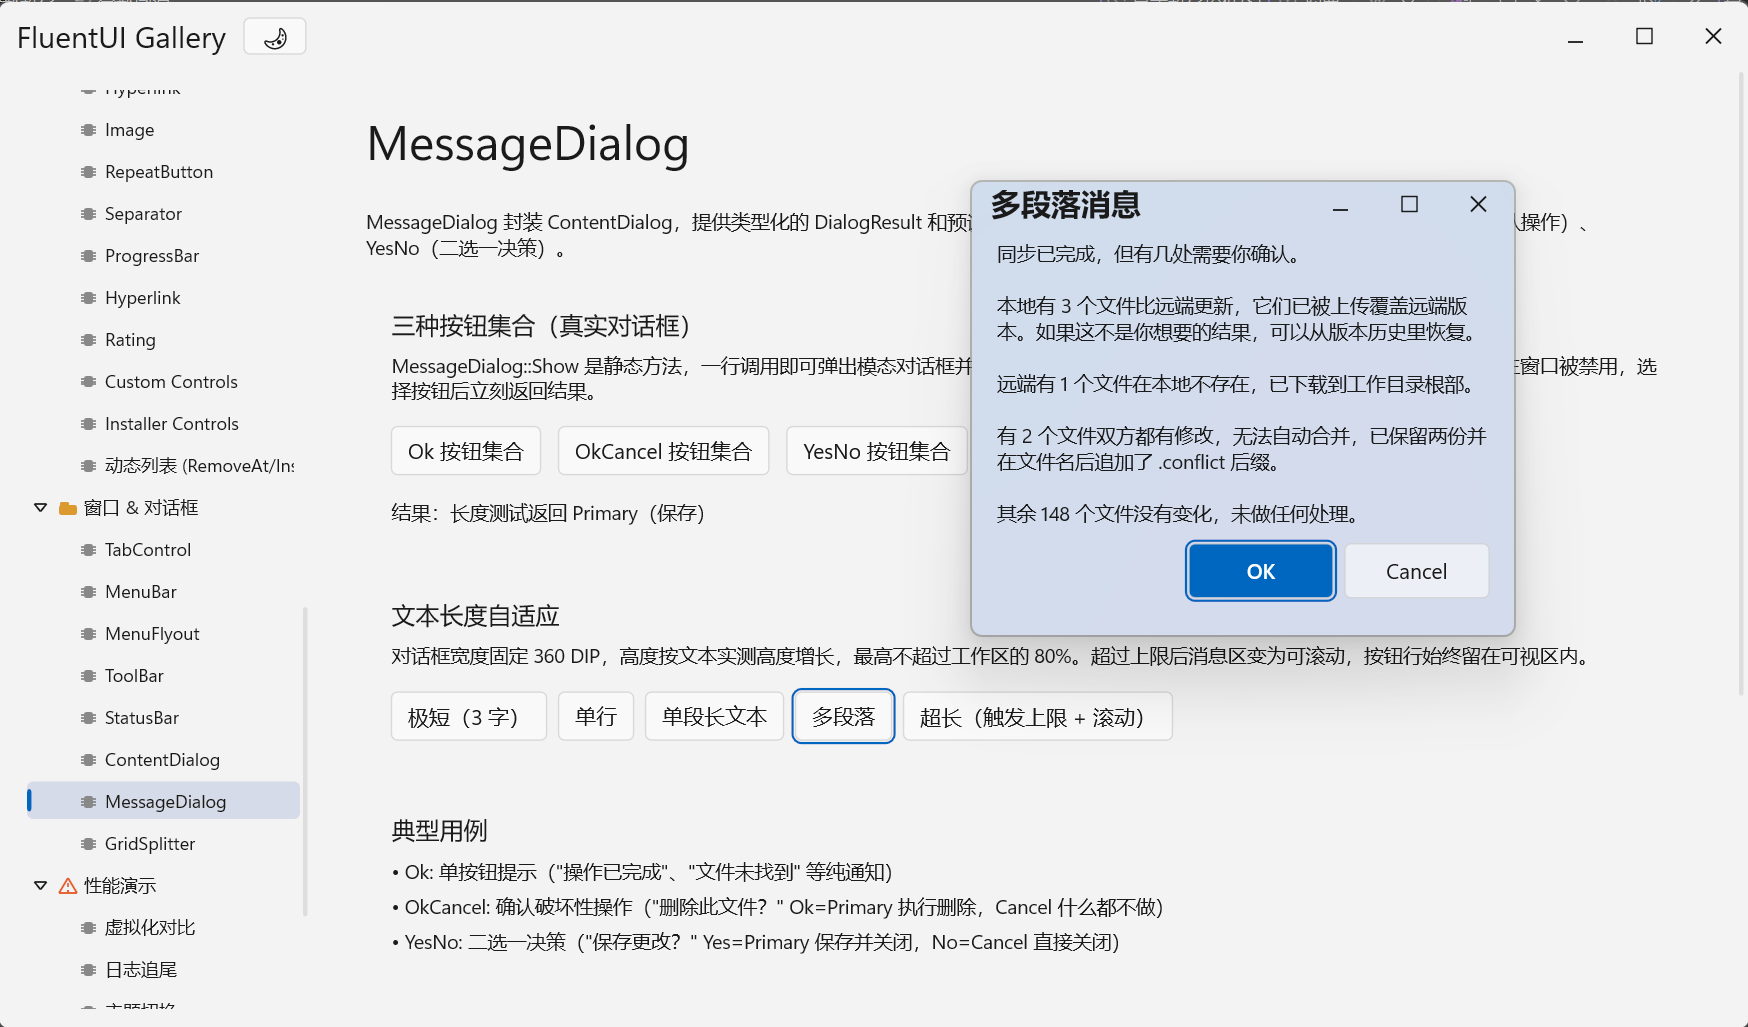 FluentUI Gallery
Hyperlink
Image
RepeatButton
Separator
ProgressBar
Hyperlink
Rating
Custom Controls
Installer Controls
动态列表 (RemoveAt/Ins
窗口 & 对话框
TabControl
MenuBar
MenuFlyout
ToolBar
StatusBar
ContentDialog
MessageDialog
GridSplitter
性能演示
虚拟化对比
日志追尾
主题切换
MessageDialog
MessageDialog 封装 ContentDialog，提供类型化的 DialogResult 和预
操作）、
YesNo（二选一决策）。
三种按钮集合（真实对话框）
MessageDialog::Show 是静态方法，一行调用即可弹出模态对话框并
窗口被禁用，选
择按钮后立刻返回结果。
Ok 按钮集合
OkCancel 按钮集合
YesNo 按钮集合
结果：长度测试返回 Primary（保存）
文本长度自适应
对话框宽度固定 360 DIP，高度按文本实测高度增长，最高不超过工作区的 80%。超过上限后消息区变为可滚动，按钮行始终留在可视区内。
极短（3 字）
单行
单段长文本
多段落
超长（触发上限 + 滚动）
典型用例
• Ok: 单按钮提示（"操作已完成"、"文件未找到" 等纯通知）
• OkCancel: 确认破坏性操作（"删除此文件？" Ok=Primary 执行删除，Cancel 什么都不做）
• YesNo: 二选一决策（"保存更改？" Yes=Primary 保存并关闭，No=Cancel 直接关闭）
多段落消息
同步已完成，但有几处需要你确认。
本地有 3 个文件比远端更新，它们已被上传覆盖远端版
本。如果这不是你想要的结果，可以从版本历史里恢复。
远端有 1 个文件在本地不存在，已下载到工作目录根部。
有 2 个文件双方都有修改，无法自动合并，已保留两份并
在文件名后追加了 .conflict 后缀。
其余 148 个文件没有变化，未做任何处理。
OK
Cancel